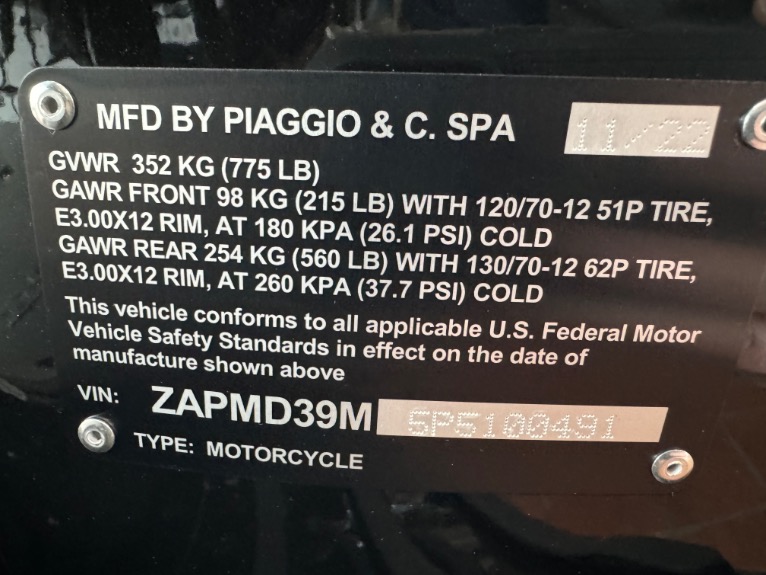 MFD BY PIAGGIO & C. SPA 11/22
GVWR 352 KG (775 LB)
GAWR FRONT 98 KG (215 LB) WITH 120/70-12 51P TIRE,
E3.00X12 RIM, AT 180 KPA (26.1 PSI) COLD
GAWR REAR 254 KG (560 LB) WITH 130/70-12 62P TIRE,
E3.00X12 RIM, AT 260 KPA (37.7 PSI) COLD
This vehicle conforms to all applicable U.S. Federal Motor
Vehicle Safety Standards in effect on the date of
manufacture shown above
VIN: ZAPMD39M5P5100491
TYPE: MOTORCYCLE